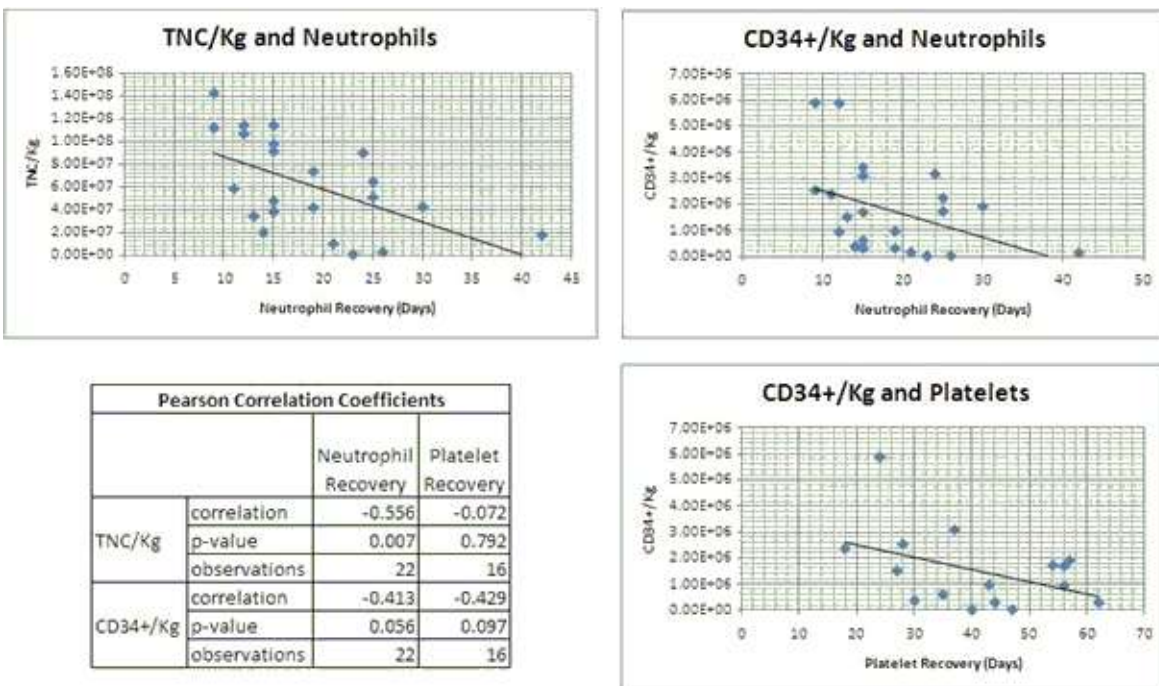 TNC/Kg and Neutrophils
1.60E+08
1.40E+08
1.20E+08
1.00E+08
8.00E+07
6.00E+07
4.00E+07
2.00E+07
0.00E+00
TNC/Kg
0 5 10 15 20 25 30 35 40 45
Neutrophil Recovery (Days)
CD34+/Kg and Neutrophils
7.00E+06
6.00E+06
5.00E+06
4.00E+06
3.00E+06
2.00E+06
1.00E+06
0.00E+00
CD34+/Kg
0 10 20 30 40 50
Neutrophil Recovery (Days)
Pearson Correlation Coefficients
Neutrophil Platelet
Recovery Recovery
correlation -0.556 -0.072
TNC/Kg p-value 0.007 0.792
observations 22 16
correlation -0.413 -0.429
CD34+/Kg p-value 0.056 0.097
observations 22 16
CD34+/Kg and Platelets
7.00E+06
6.00E+06
5.00E+06
4.00E+06
3.00E+06
2.00E+06
1.00E+06
0.00E+00
CD34+/Kg
0 10 20 30 40 50 60 70
Platelet Recovery (Days)